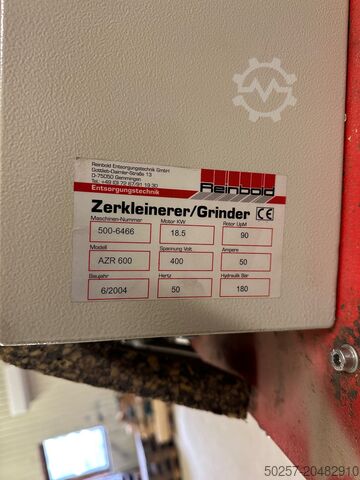 Reinbold Entsorgungstechnik GmbH
Gottlieb-Daimler-Straße 13
D-75050 Gemmingen
Entsorgungstechnik
Reinbold
Zerkleinerer/Grinder CE
Maschinen-Nummer Motor KW Rotor UpM
500-6466 18.5 90
Modell Spannung Volt. Ampere
AZR 600 400 50
Baujahr Hertz Hydraulik Bar
6/2004 50 180
50257-20482910